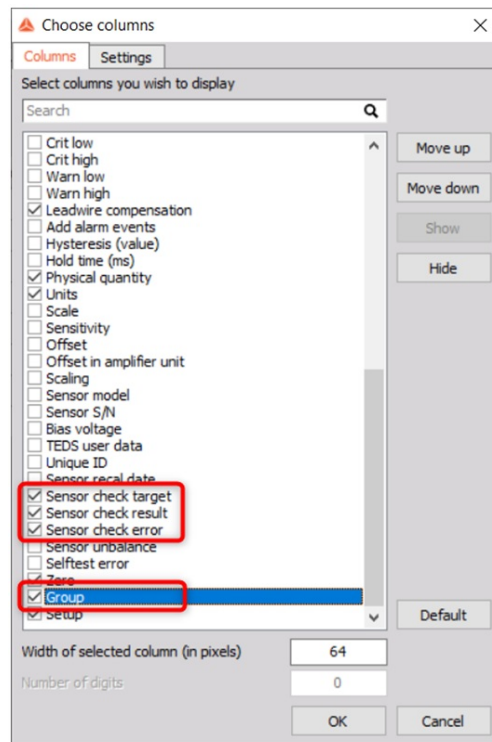 Choose columns
Columns Settings
Select columns you wish to display
Search
Crit low
Crit high
Warn low
Warn high
Leadwire compensation
Add alarm events
Hysteresis (value)
Hold time (ms)
Physical quantity
Units
Scale
Sensitivity
Offset
Offset in amplifier unit
Scaling
Sensor model
Sensor S/N
Bias voltage
TEDS user data
Unique ID
Sensor recal date
Sensor check target
Sensor check result
Sensor check error
Sensor unbalance
Selftest error
Zero
Group
Setup
Move up
Move down
Show
Hide
Default
Width of selected column (in pixels) 64
Number of digits 0
OK Cancel